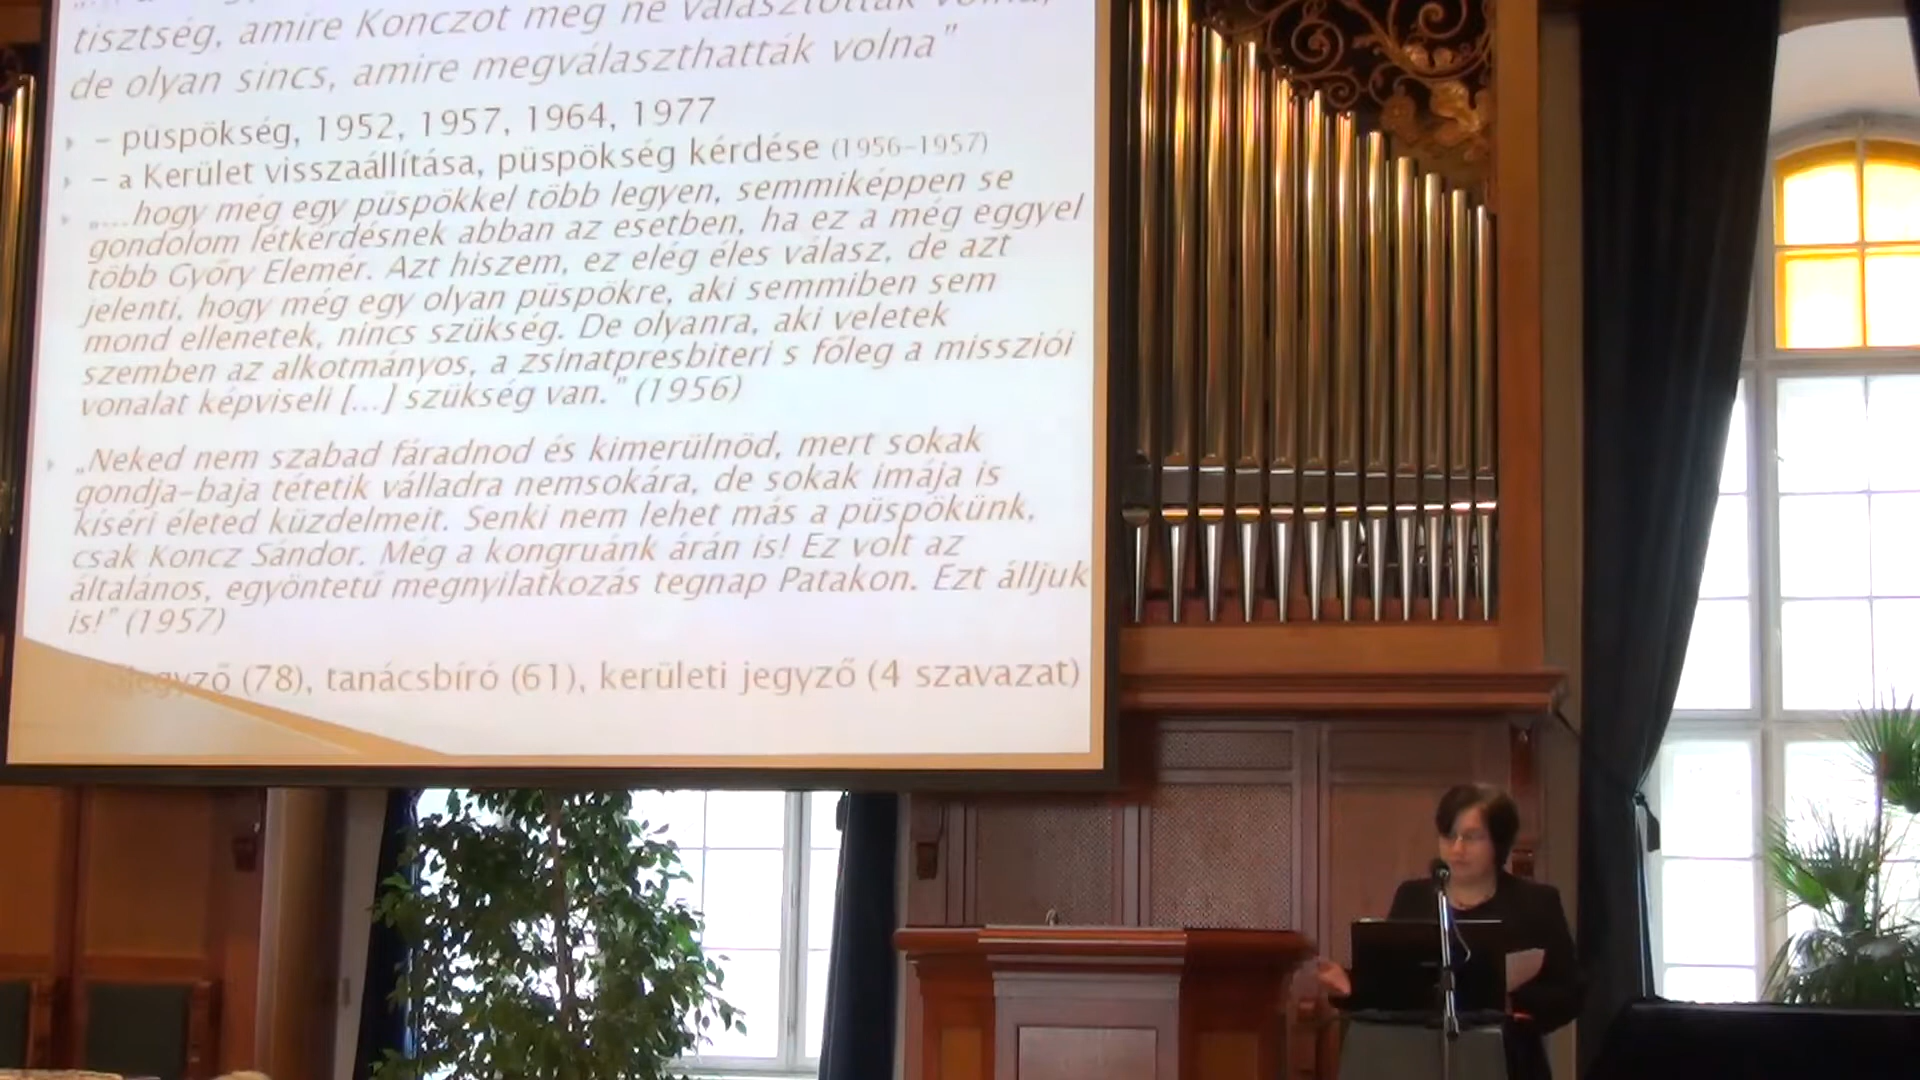 tisztség, amire Konczot meg ne választották volna,
de olyan sincs, amire megválaszthatták volna"
– püspökség, 1952, 1957, 1964, 1977
– a Kerület visszaállítása, püspökség kérdése (1956–1957)
„...hogy még egy püspökkel több legyen, semmiképpen se
gondolom létkérdésnek abban az esetben, ha ez a még eggyel
több Győry Elemér. Azt hiszem, ez elég éles válasz, de azt
jelenti, hogy még egy olyan püspökre, aki semmiben sem
mond ellenetek, nincs szükség. De olyanra, aki veletek
szemben az alkotmányos, a zsinatpresbiteri s főleg a missziói
vonalat képviseli [...] szükség van." (1956)
„Neked nem szabad fáradnod és kimerülnöd, mert sokak
gondja-baja tétetik válladra nemsokára, de sokak imája is
kíséri életed küzdelmeit. Senki nem lehet más a püspökünk,
csak Koncz Sándor. Még a kongruánk árán is! Ez volt az
általános, egyöntetű megnyilatkozás tegnap Patakon. Ezt álljuk
is!" (1957)
(78), tanácsbíró (61), kerületi jegyző (4 szavazat)